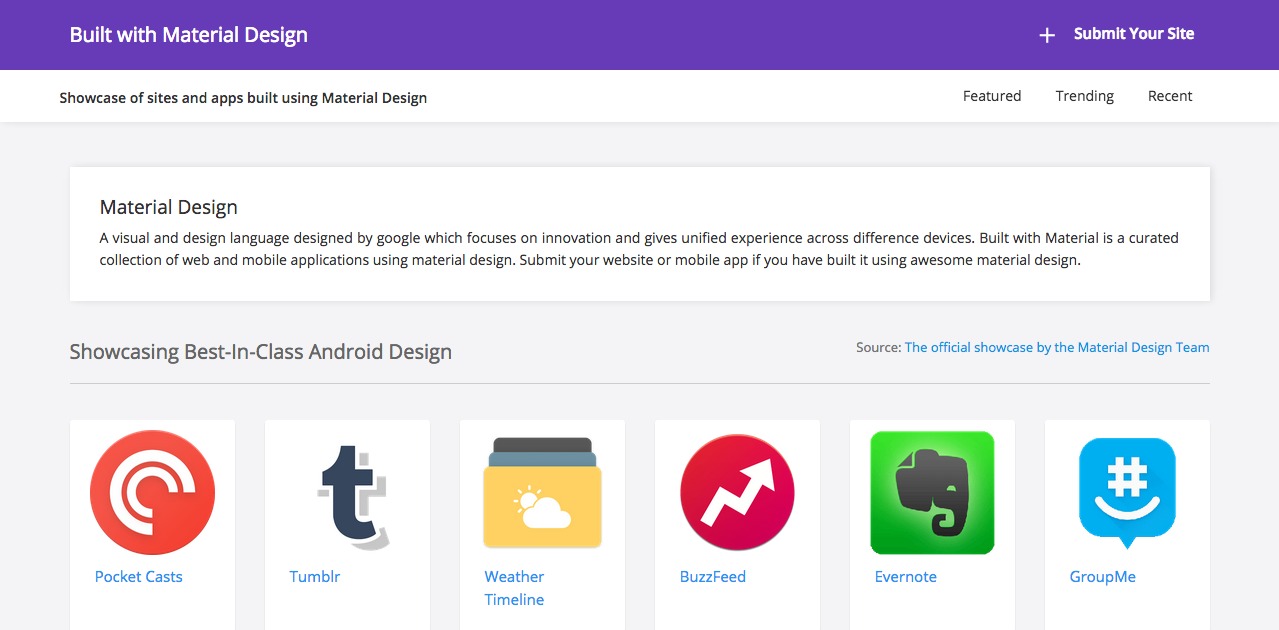 Built with Material Design
+ Submit Your Site
Showcase of sites and apps built using Material Design
Featured Trending Recent
Material Design
A visual and design language designed by google which focuses on innovation and gives unified experience across difference devices. Built with Material is a curated
collection of web and mobile applications using material design. Submit your website or mobile app if you have built it using awesome material design.
Showcasing Best-In-Class Android Design
Source: The official showcase by the Material Design Team
t
#
Pocket Casts
Tumblr
Weather
Timeline
BuzzFeed
Evernote
GroupMe